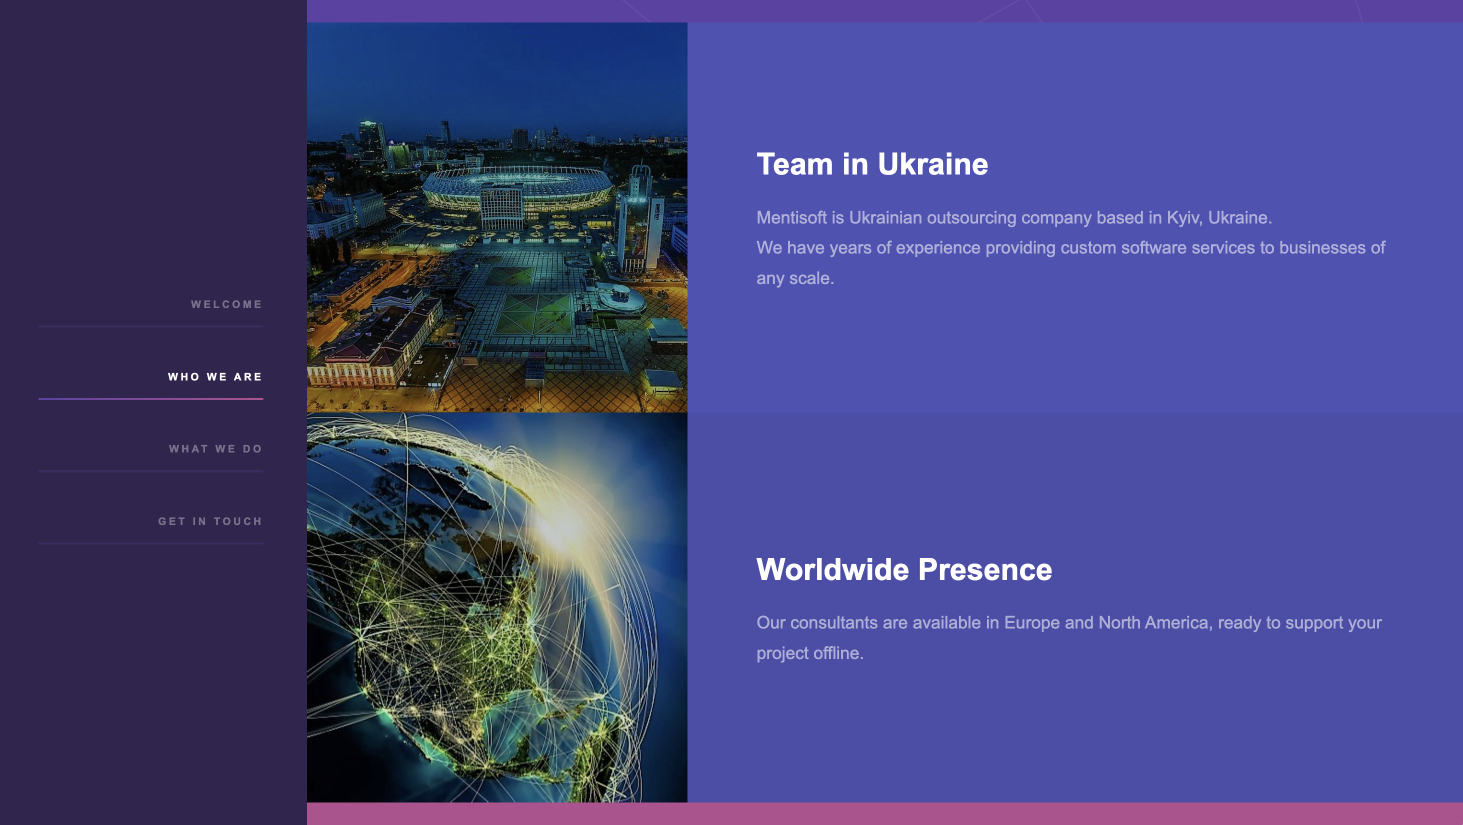 WELCOME
WHO WE ARE
WHAT WE DO
GET IN TOUCH
Team in Ukraine
Mentisoft is Ukrainian outsourcing company based in Kyiv, Ukraine.
We have years of experience providing custom software services to businesses of
any scale.
Worldwide Presence
Our consultants are available in Europe and North America, ready to support your
project offline.